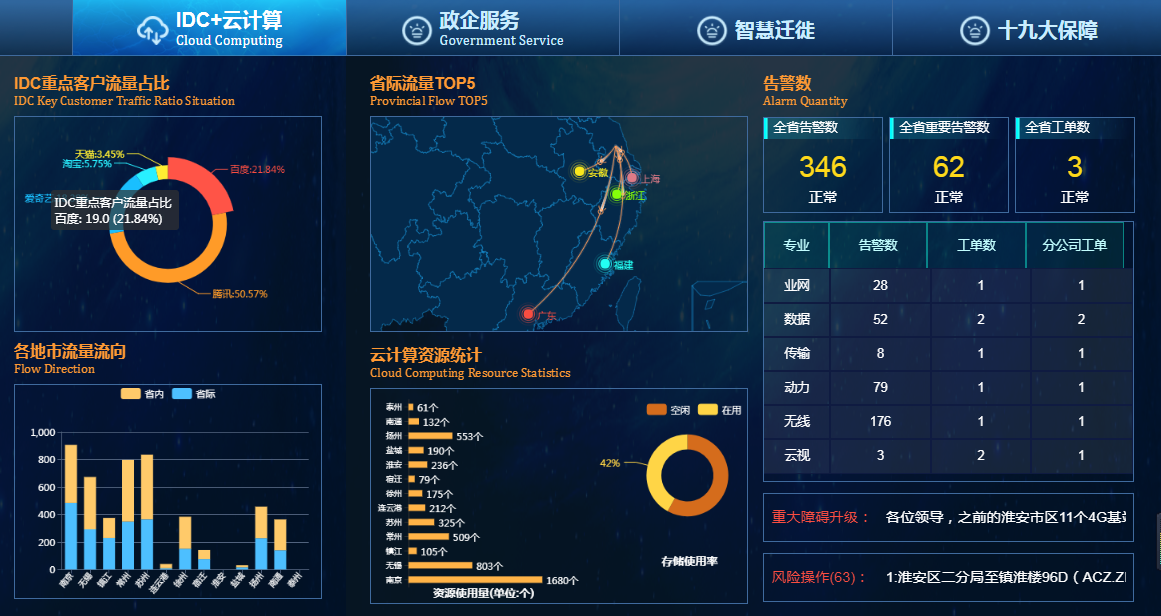 IDC+云计算
Cloud Computing
政企服务
Government Service
智慧迁徙
十九大保障
IDC重点客户流量占比
IDC Key Customer Traffic Ratio Situation
天猫:3.45%
淘宝:5.75%
爱奇艺
百度:21.84%
IDC重点客户流量占比
百度: 19.0 (21.84%)
腾讯:50.57%
各地市流量流向
Flow Direction
省内
省际
1,000
800
600
400
200
0
南京
无锡
镇江
常州
苏州
连云港
徐州
宿迁
淮安
盐城
扬州
南通
泰州
省际流量TOP5
Provincial Flow TOP5
安徽
上海
浙江
福建
广东
云计算资源统计
Cloud Computing Resource Statistics
泰州 61个
南通 132个
扬州 553个
盐城 190个
淮安 236个
宿迁 79个
徐州 175个
连云港 212个
苏州 325个
常州 509个
镇江 105个
无锡 803个
南京 1680个
资源使用量(单位:个)
空闲
在用
42%
存储使用率
告警数
Alarm Quantity
全省告警数
346
正常
全省重要告警数
62
正常
全省工单数
3
正常
专业 告警数 工单数 分公司工单
业网 28 1 1
数据 52 2 2
传输 8 1 1
动力 79 1 1
无线 176 1 1
云视 3 2 1
重大障碍升级： 各位领导，之前的淮安市区11个4G基
风险操作(63)： 1:淮安区二分局至镇淮楼96D（ACZ.Z